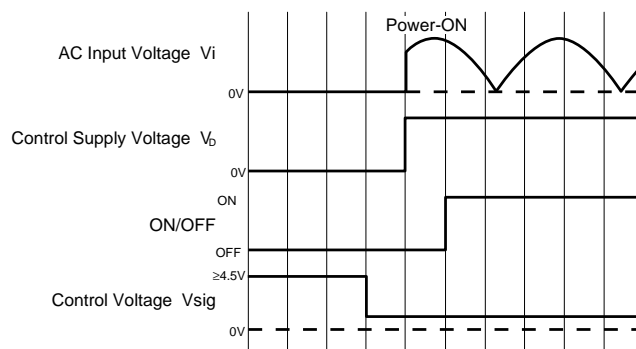 Power-ON
AC Input Voltage Vi
0V
Control Supply Voltage VD
0V
ON
ON/OFF
OFF
≥4.5V
Control Voltage Vsig
0V